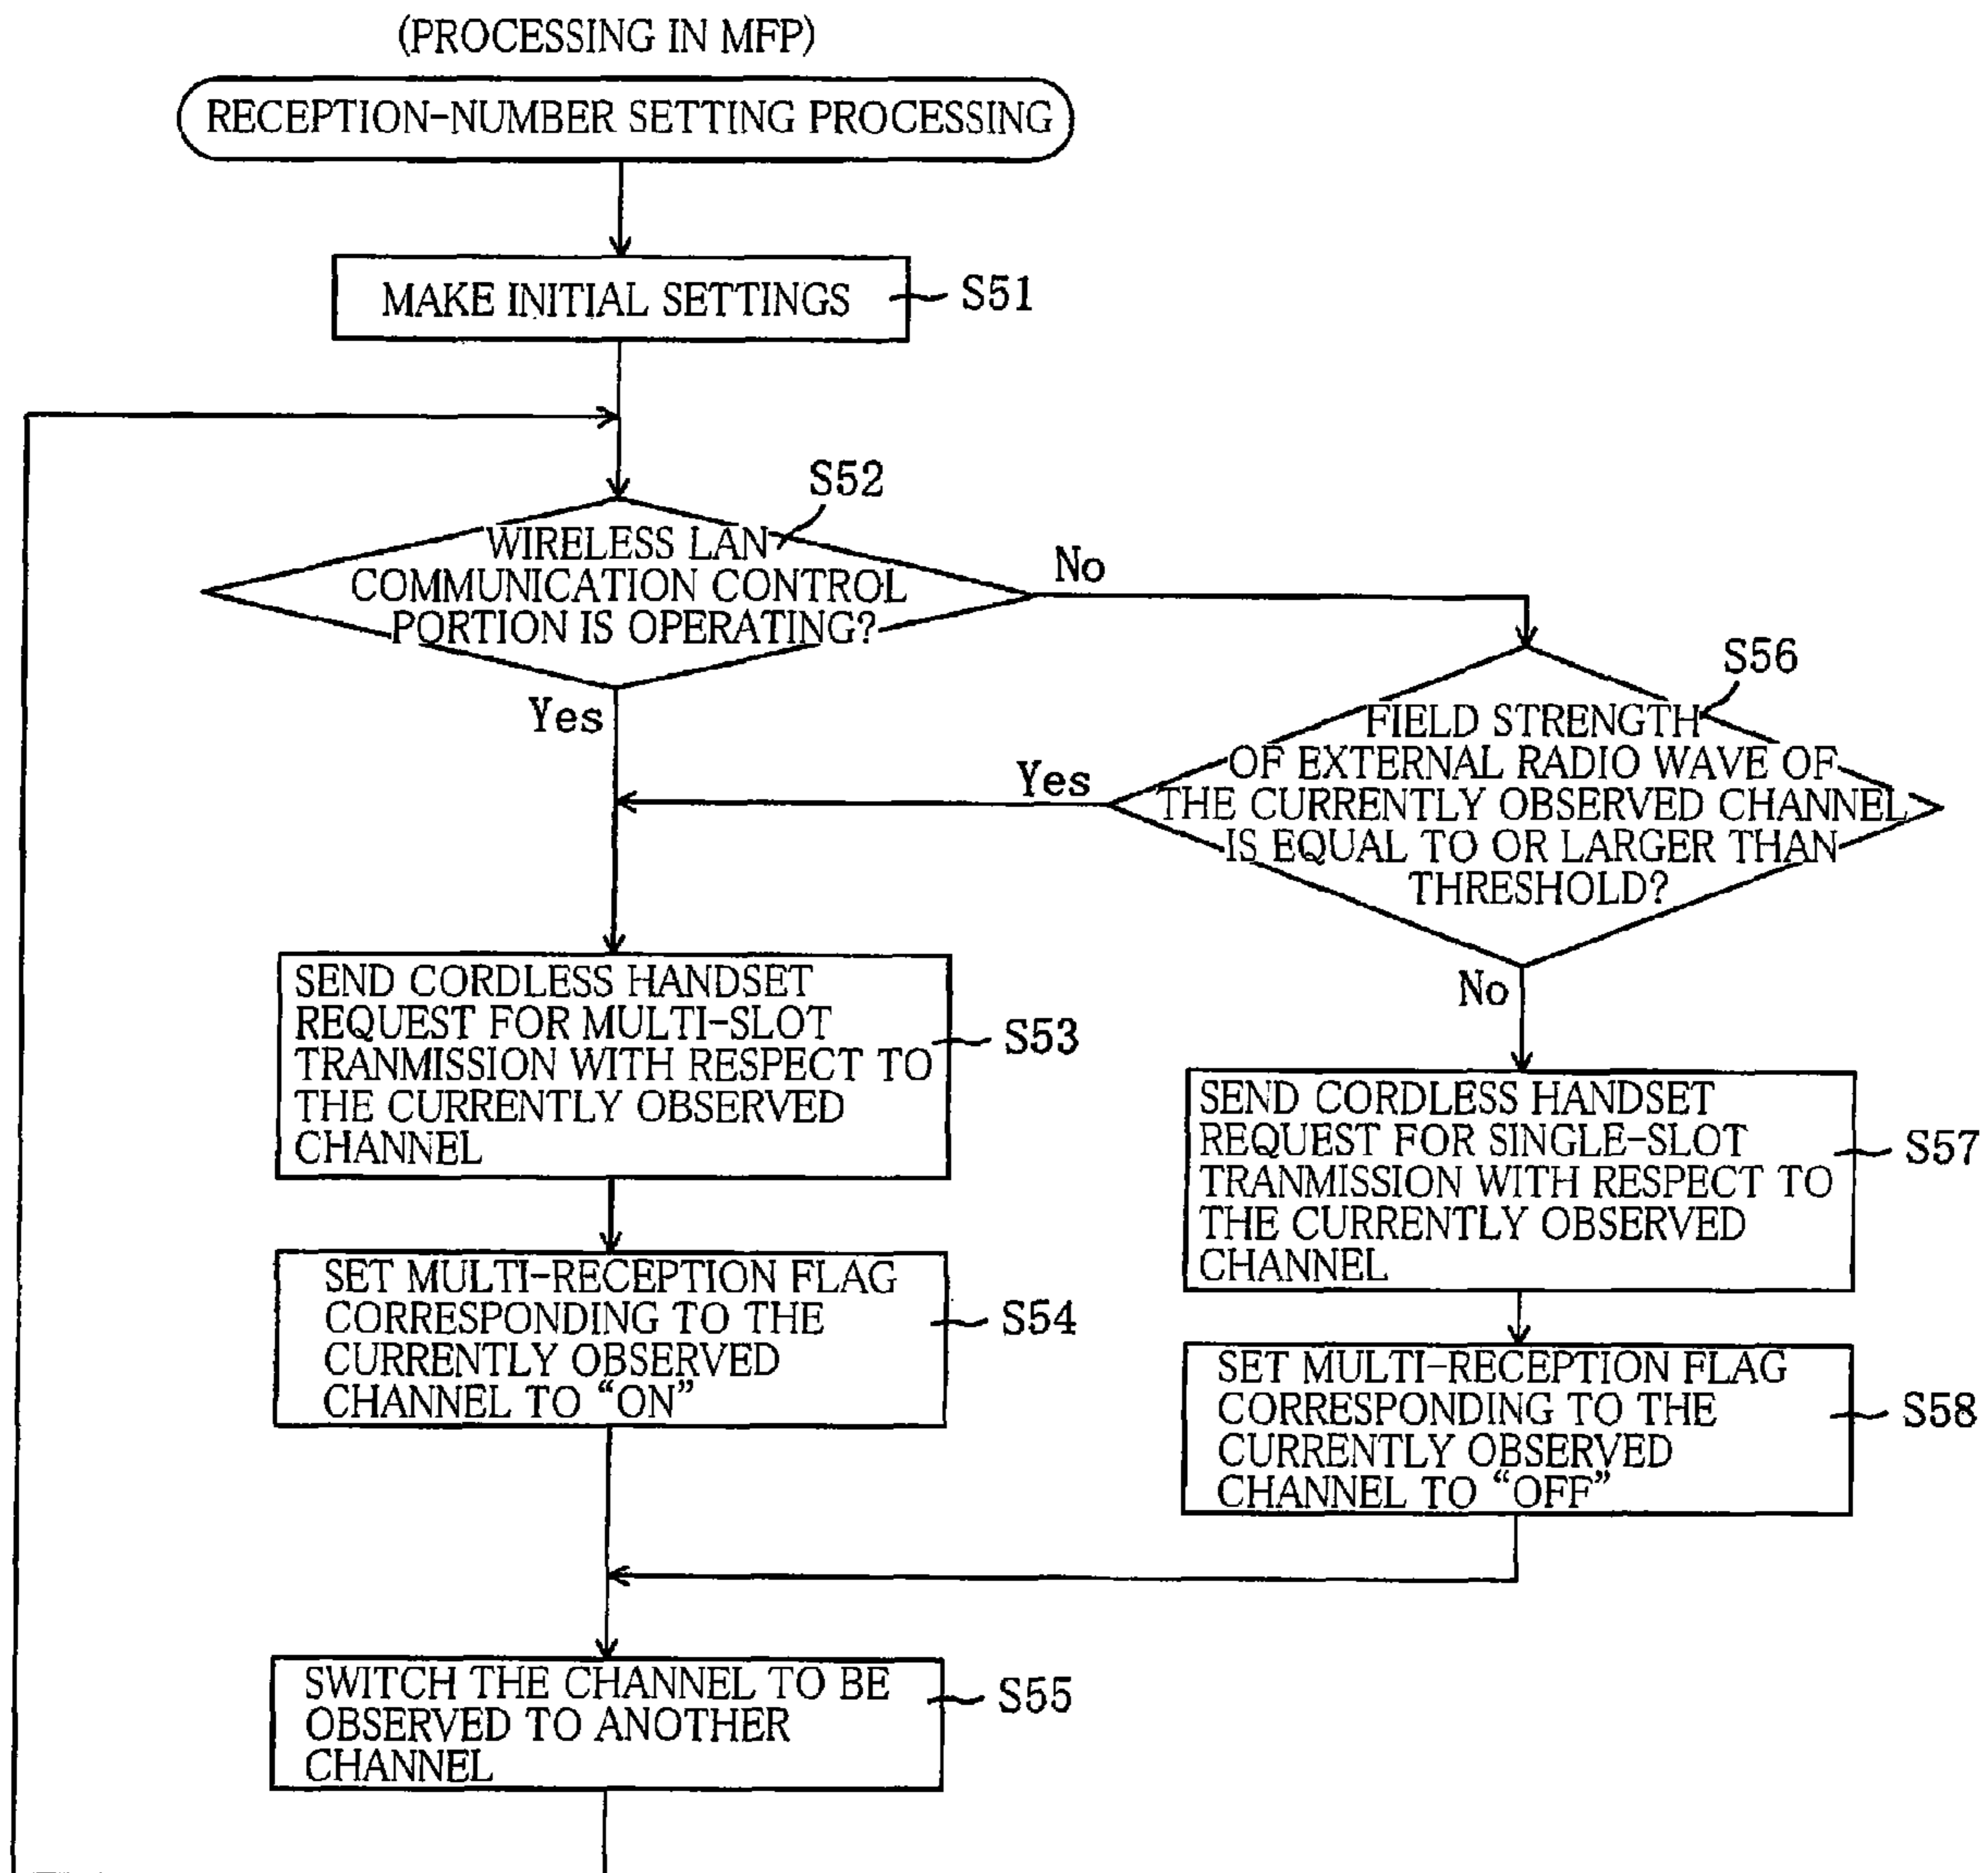 (PROCESSING IN MFP)
RECEPTION-NUMBER SETTING PROCESSING
MAKE INITIAL SETTINGS
S51
S52
WIRELESS LAN
COMMUNICATION CONTROL
PORTION IS OPERATING?
No
Yes
S56
FIELD STRENGTH
OF EXTERNAL RADIO WAVE OF
THE CURRENTLY OBSERVED CHANNEL
IS EQUAL TO OR LARGER THAN
THRESHOLD?
Yes
No
SEND CORDLESS HANDSET
REQUEST FOR MULTI-SLOT
TRANMISSION WITH RESPECT TO
THE CURRENTLY OBSERVED
CHANNEL
S53
SEND CORDLESS HANDSET
REQUEST FOR SINGLE-SLOT
TRANMISSION WITH RESPECT TO
THE CURRENTLY OBSERVED
CHANNEL
S57
SET MULTI-RECEPTION FLAG
CORRESPONDING TO THE
CURRENTLY OBSERVED
CHANNEL TO “ON”
S54
SET MULTI-RECEPTION FLAG
CORRESPONDING TO THE
CURRENTLY OBSERVED
CHANNEL TO “OFF”
S58
SWITCH THE CHANNEL TO BE
OBSERVED TO ANOTHER
CHANNEL
S55